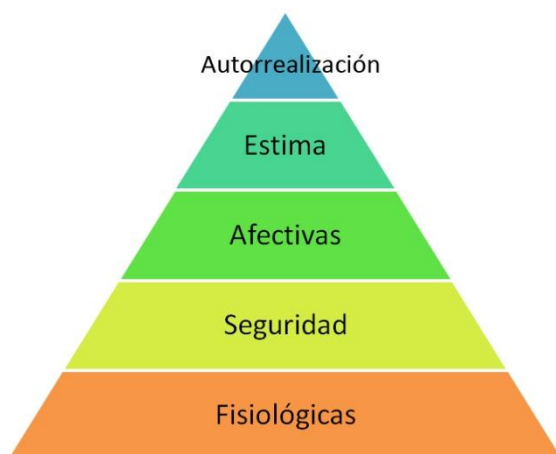 Autorrealización
Estima
Afectivas
Seguridad
Fisiológicas